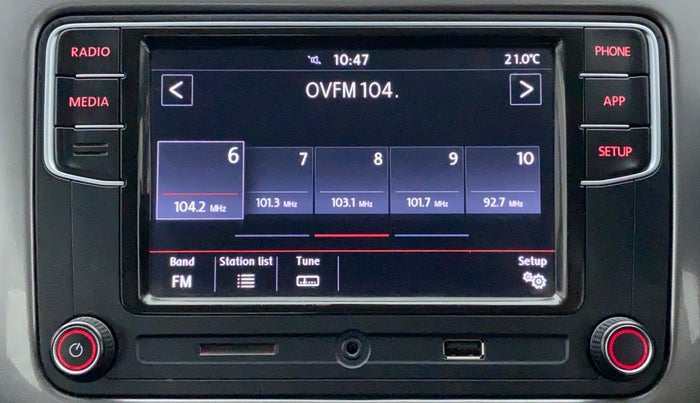 RADIO
MEDIA
10:47
21.0°C
< OVFM 104. >
6 7 8 9 10
104.2 MHz 101.3 MHz 103.1 MHz 101.7 MHz 92.7 MHz
Band Station list Tune Setup
FM
PHONE
APP
SETUP